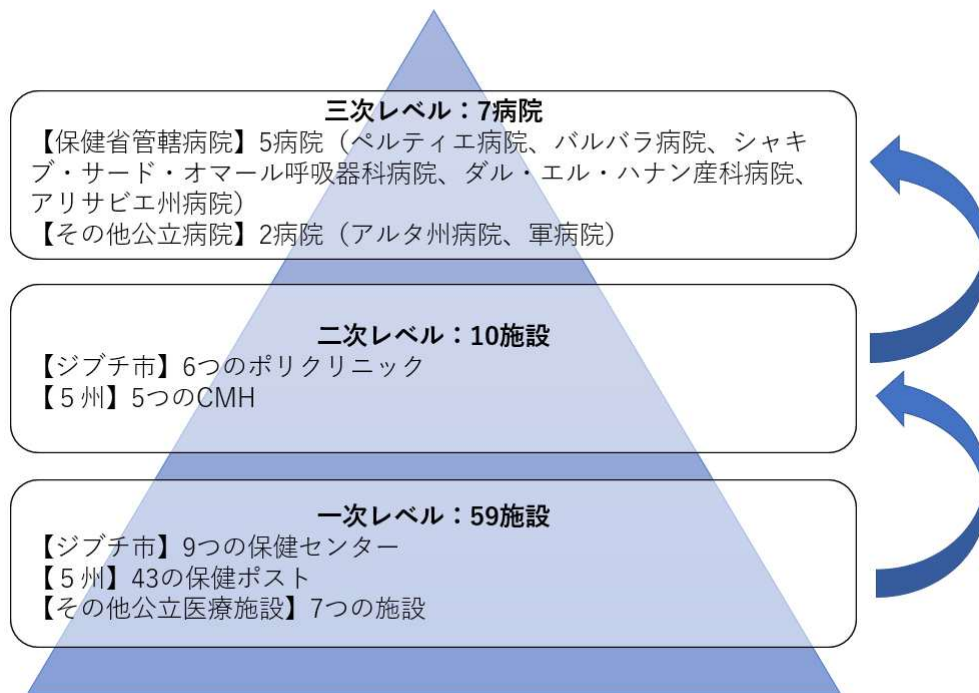 三次レベル：7病院
【保健省管轄病院】5病院（ペルティエ病院、バルバラ病院、シャキ
ブ・サード・オマール呼吸器科病院、ダル・エル・ハナン産科病院、
アリサビエ州病院）
【その他公立病院】2病院（アルタ州病院、軍病院）
二次レベル：10施設
【ジブチ市】6つのポリクリニック
【５州】5つのCMH
一次レベル：59施設
【ジブチ市】9つの保健センター
【５州】43の保健ポスト
【その他公立医療施設】7つの施設